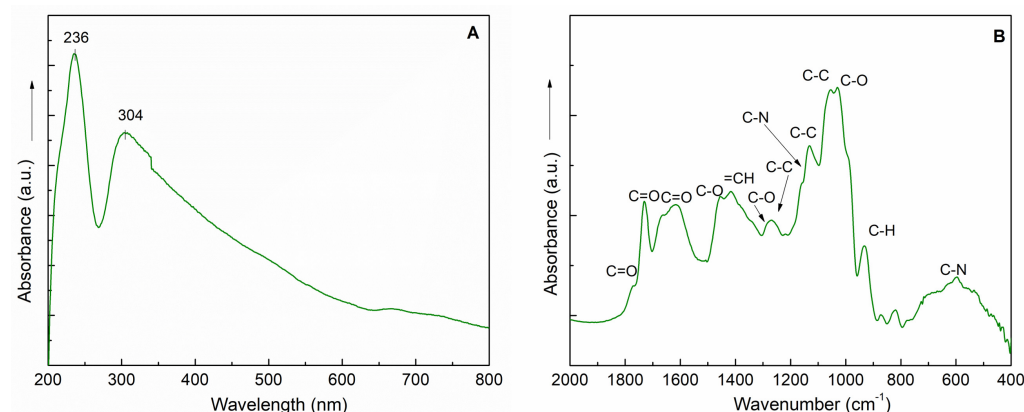 A
236
304
Absorbance (a.u.)
200 300 400 500 600 700 800
Wavelength (nm)
B
C-C
C-O
C-N
C-C
C-C
C=O
C=O
C-O
=CH
C-O
C-H
C=O
C-N
Absorbance (a.u.)
2000 1800 1600 1400 1200 1000 800 600 400
Wavenumber (cm⁻¹)